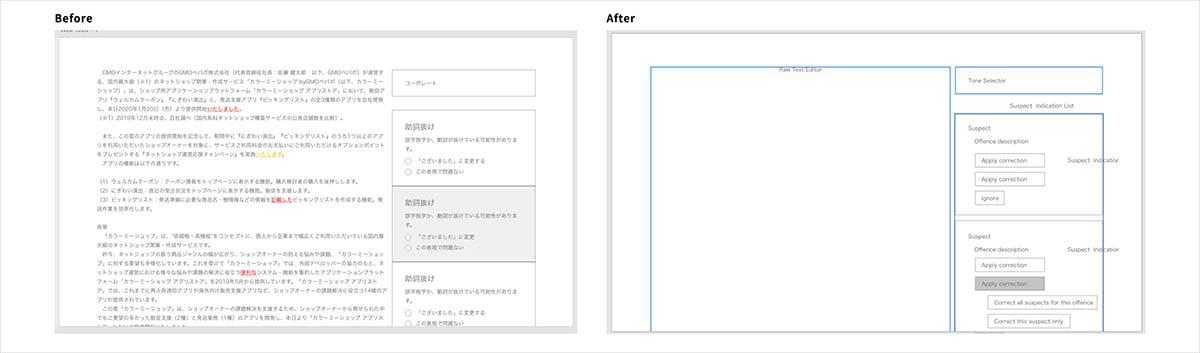 Before
GMOインターネットグループのGMOペパボ株式会社（代表取締役社長：佐藤 健太郎　以下、GMOペパボ）が運営す
る、国内最大級（※1）のネットショップ開業・作成サービス「カラーミーショップ byGMOペパボ（以下、カラーミー
ショップ）」は、ショップ用アプリケーションプラットフォーム「カラーミーショップ アプリストア」において、販促ア
プリ『ウェルカムクーポン』『にぎわい演出』と、発送支援アプリ『ピッキングリスト』の全3種類のアプリを自社開発
し、本日2020年1月20日（月）より提供開始いたしました。
（※1）2019年12月末時点、自社調べ（国内有料ネットショップ構築サービスの公表店舗数を比較）。
また、この度のアプリの提供開始を記念して、期間中に『にぎわい演出』『ピッキングリスト』のうち1つ以上のアプ
リを利用いただいたショップオーナーを対象に、サービスご利用料金のお支払いにご利用いただけるオプションポイント
をプレゼントする『ネットショップ運営応援キャンペーン』を実施いたします。
アプリの機能は以下の通りです。
（1）ウェルカムクーポン：クーポン情報をトップページに表示する機能。購入検討者の購入を後押しします。
（2）にぎわい演出：直近の受注状況をトップページに表示する機能。販促を支援します。
（3）ピッキングリスト：発送準備に必要な商品名・棚情報などの情報を記載したピッキングリストを作成する機能。発
送作業を効率化します。
背景
「カラーミーショップ」は、“低価格・高機能”をコンセプトに、個人から企業まで幅広くご利用いただいている国内最
大級のネットショップ開業・作成サービスです。
昨今、ネットショップの扱う商品ジャンルの幅が広がり、ショップオーナーの抱える悩みや課題、「カラーミーショップ」
に対する要望も多様化しています。これを受けて「カラーミーショップ」では、外部デベロッパーの協力のもと、ネ
ットショップ運営における様々な悩みや課題の解決に役立つ便利なシステム・機能を集約したアプリケーションプラット
フォーム「カラーミーショップ アプリストア」を2019年5月から提供しています。「カラーミーショップ アプリスト
ア」では、これまでに再入荷通知アプリや海外向け販売支援アプリなど、ショップオーナーの課題解決に役立つ14種のア
プリが提供されています。
この度「カラーミーショップ」は、ショップオーナーの課題解決を支援するため、ショップオーナーから寄せられた中
でもご要望の多かった販促支援（2種）と発送業務（1種）のアプリを開発し、本日より「カラーミーショップ アプリス
コーポレート
助詞抜け
誤字脱字か、動詞が抜けている可能性がありま
す。
「ございました」に変更する
この表現で問題ない
助詞抜け
誤字脱字か、動詞が抜けている可能性がありま
す。
「ございました」に変更
この表現で問題ない
助詞抜け
誤字脱字か、動詞が抜けている可能性がありま
す。
「ございました」に変更する
この表現で問題ない
After
Raw Text Editor
Tone Selector
Suspect Indication List
Suspect
Offence description
Apply correction
Suspect Indicator
Apply correction
Ignore
Suspect
Offence description
Suspect Indicator
Apply correction
Apply correction
Correct all suspects for this offence
Correct this suspect only